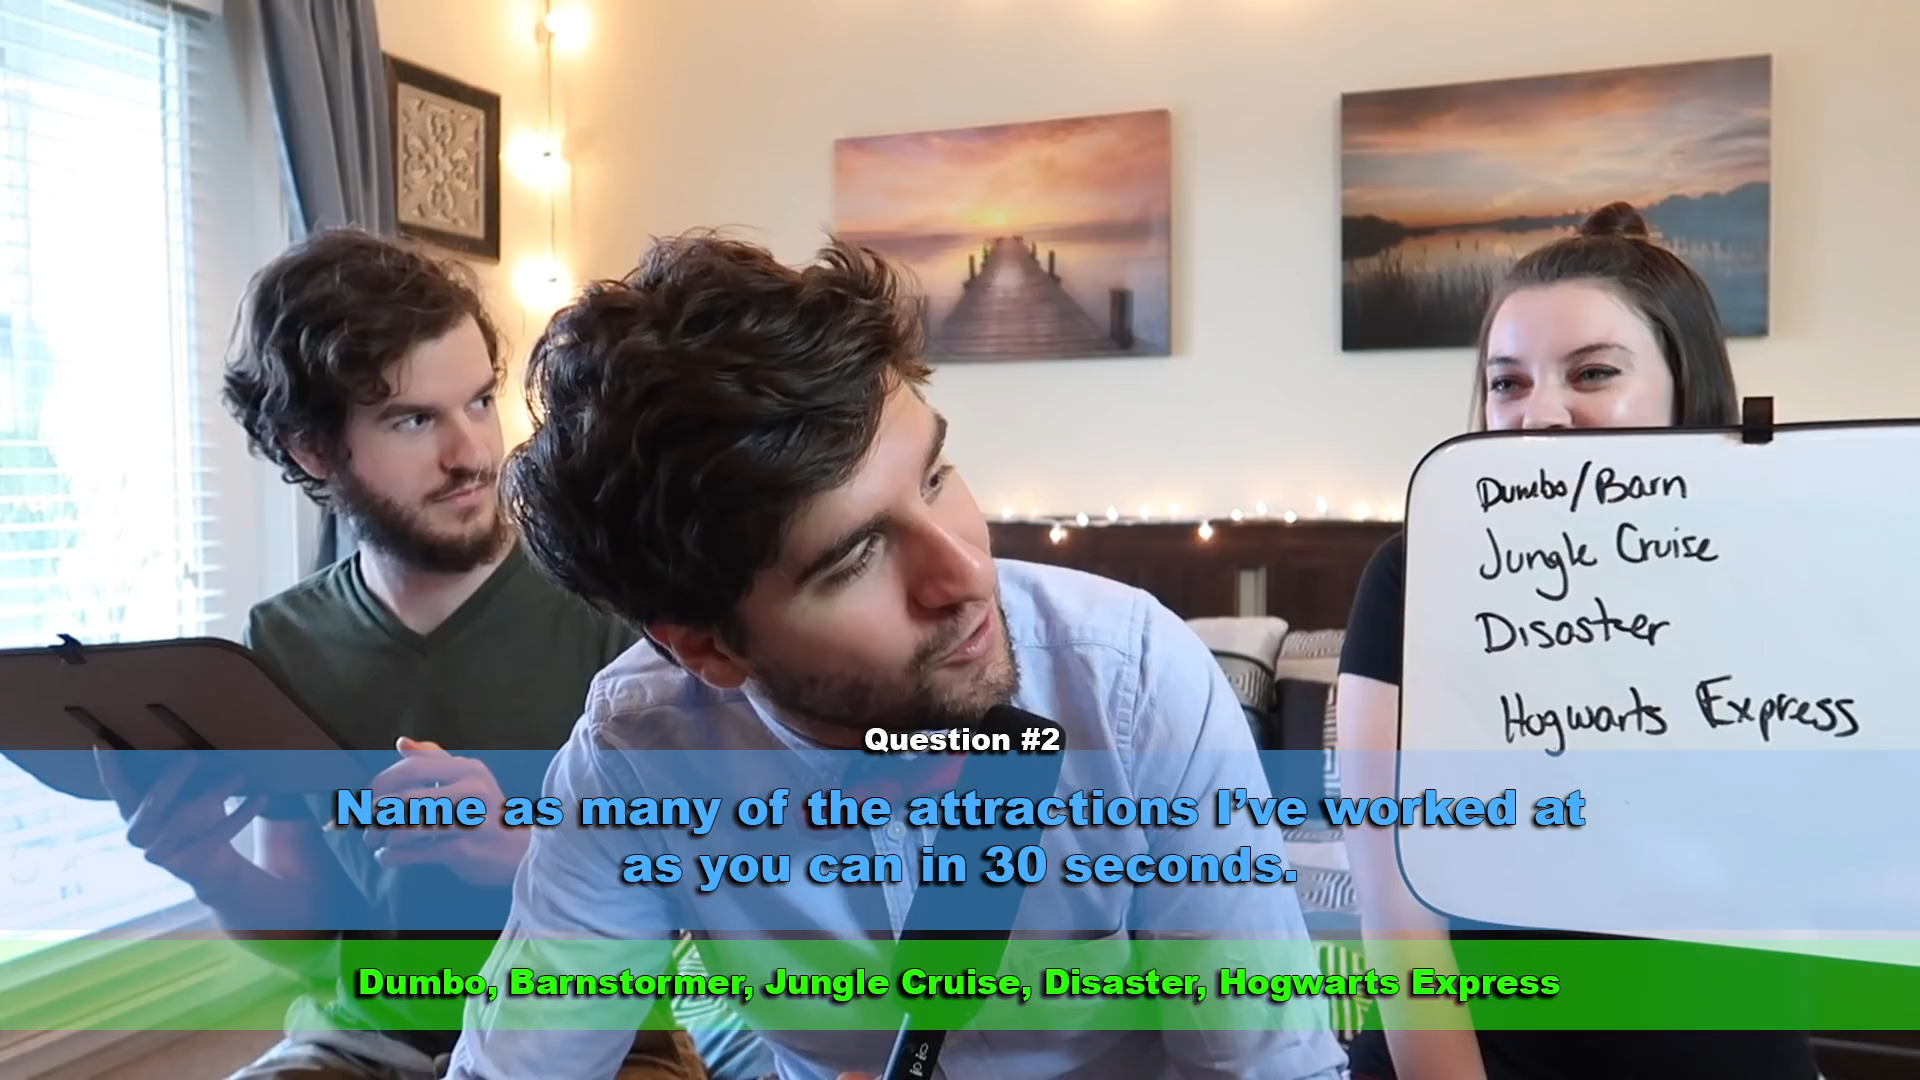 Dumbo/Barn
Jungle Cruise
Disaster
Hogwarts Express
Question #2
Name as many of the attractions I've worked at
as you can in 30 seconds.
Dumbo, Barnstormer, Jungle Cruise, Disaster, Hogwarts Express